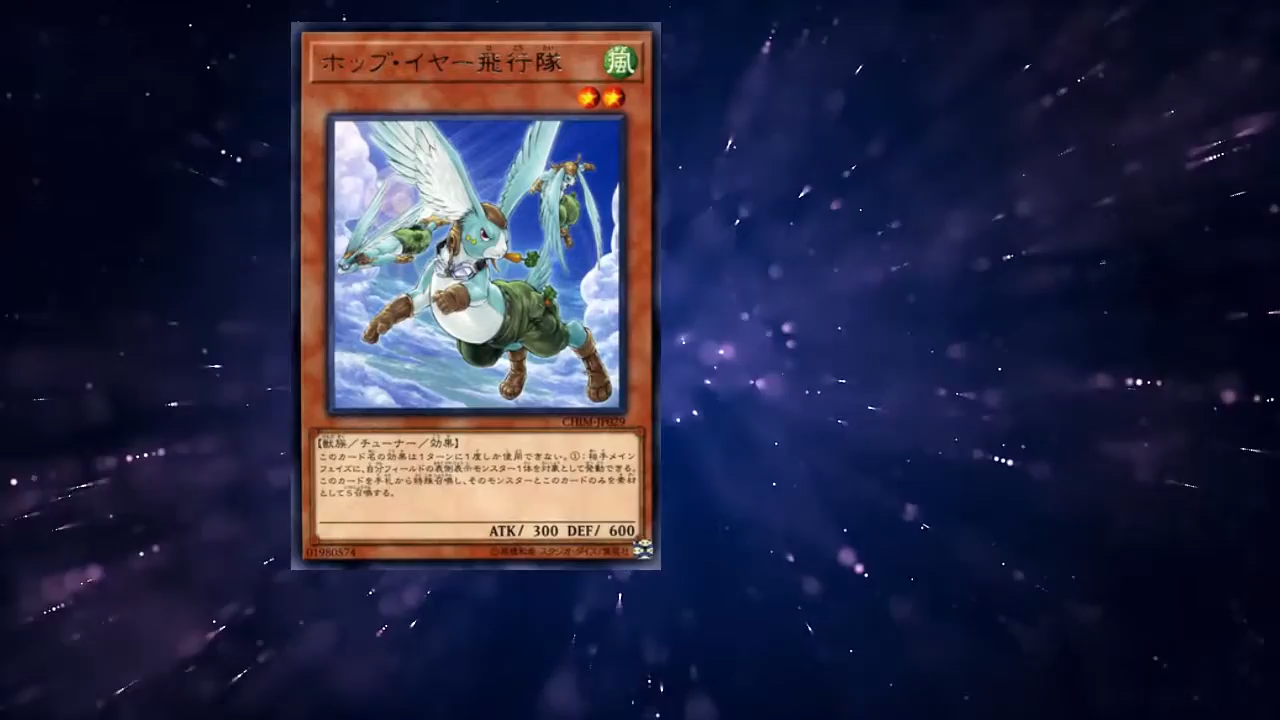 ホップ・イヤー飛行隊
風
CHIM-JP029
【獣族／チューナー／効果】
このカード名の効果は1ターンに1度しか使用できない。①：相手メイン
フェイズに、自分フィールドの表側表示モンスター1体を対象として発動できる。
このカードを手札から特殊召喚し、そのモンスターとこのカードのみを素材
としてS召喚する。
ATK/ 300 DEF/ 600
01980574
©高橋和希 スタジオ・ダイス/集英社